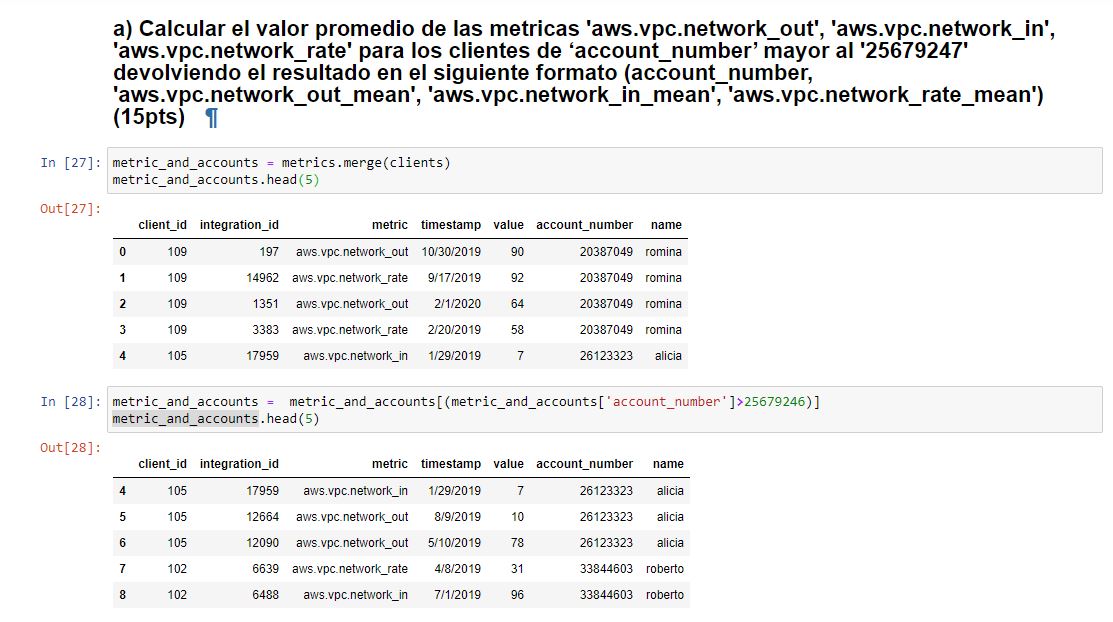 a) Calcular el valor promedio de las metricas 'aws.vpc.network_out', 'aws.vpc.network_in',
'aws.vpc.network_rate' para los clientes de ‘account_number’ mayor al '25679247'
devolviendo el resultado en el siguiente formato (account_number,
'aws.vpc.network_out_mean', 'aws.vpc.network_in_mean', 'aws.vpc.network_rate_mean')
(15pts) ¶
In [27]: metric_and_accounts = metrics.merge(clients)
metric_and_accounts.head(5)
Out[27]:
client_id integration_id metric timestamp value account_number name
0 109 197 aws.vpc.network_out 10/30/2019 90 20387049 romina
1 109 14962 aws.vpc.network_rate 9/17/2019 92 20387049 romina
2 109 1351 aws.vpc.network_out 2/1/2020 64 20387049 romina
3 109 3383 aws.vpc.network_rate 2/20/2019 58 20387049 romina
4 105 17959 aws.vpc.network_in 1/29/2019 7 26123323 alicia
In [28]: metric_and_accounts =  metric_and_accounts[(metric_and_accounts['account_number']>25679246)]
metric_and_accounts.head(5)
Out[28]:
client_id integration_id metric timestamp value account_number name
4 105 17959 aws.vpc.network_in 1/29/2019 7 26123323 alicia
5 105 12664 aws.vpc.network_out 8/9/2019 10 26123323 alicia
6 105 12090 aws.vpc.network_out 5/10/2019 78 26123323 alicia
7 102 6639 aws.vpc.network_rate 4/8/2019 31 33844603 roberto
8 102 6488 aws.vpc.network_in 7/1/2019 96 33844603 roberto